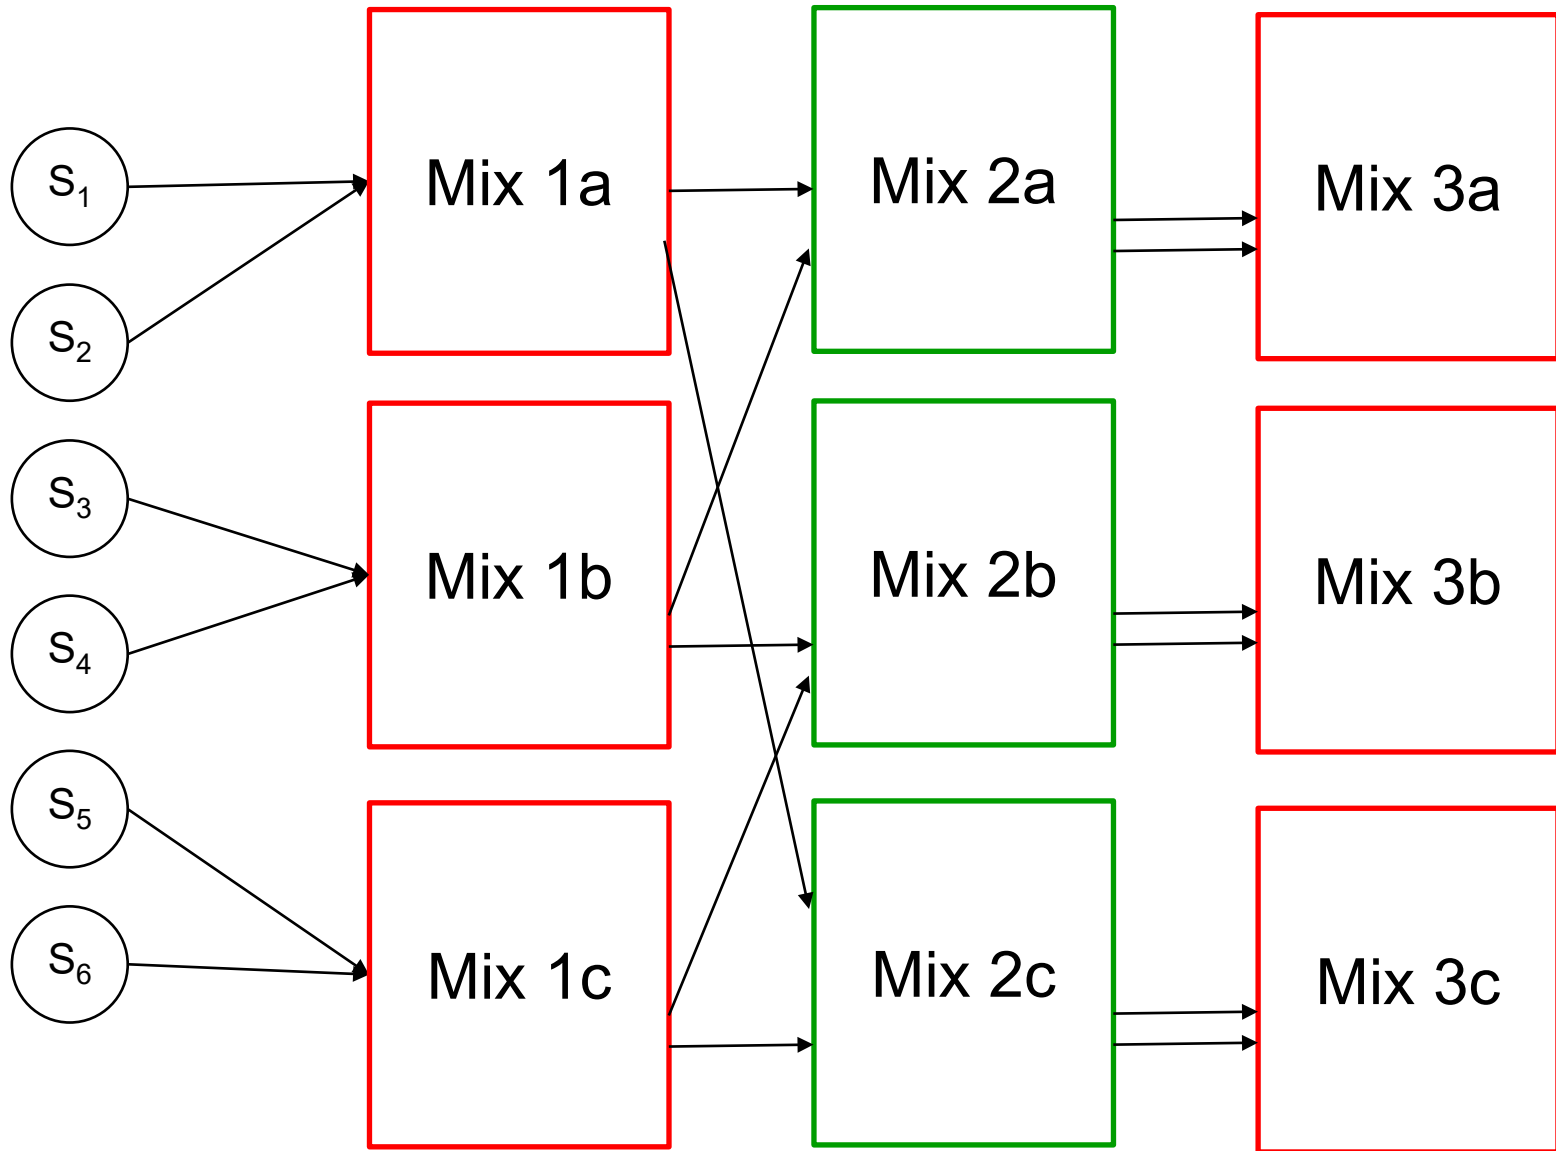 S₁
S₂
S₃
S₄
S₅
S₆
Mix 1a
Mix 1b
Mix 1c
Mix 2a
Mix 2b
Mix 2c
Mix 3a
Mix 3b
Mix 3c